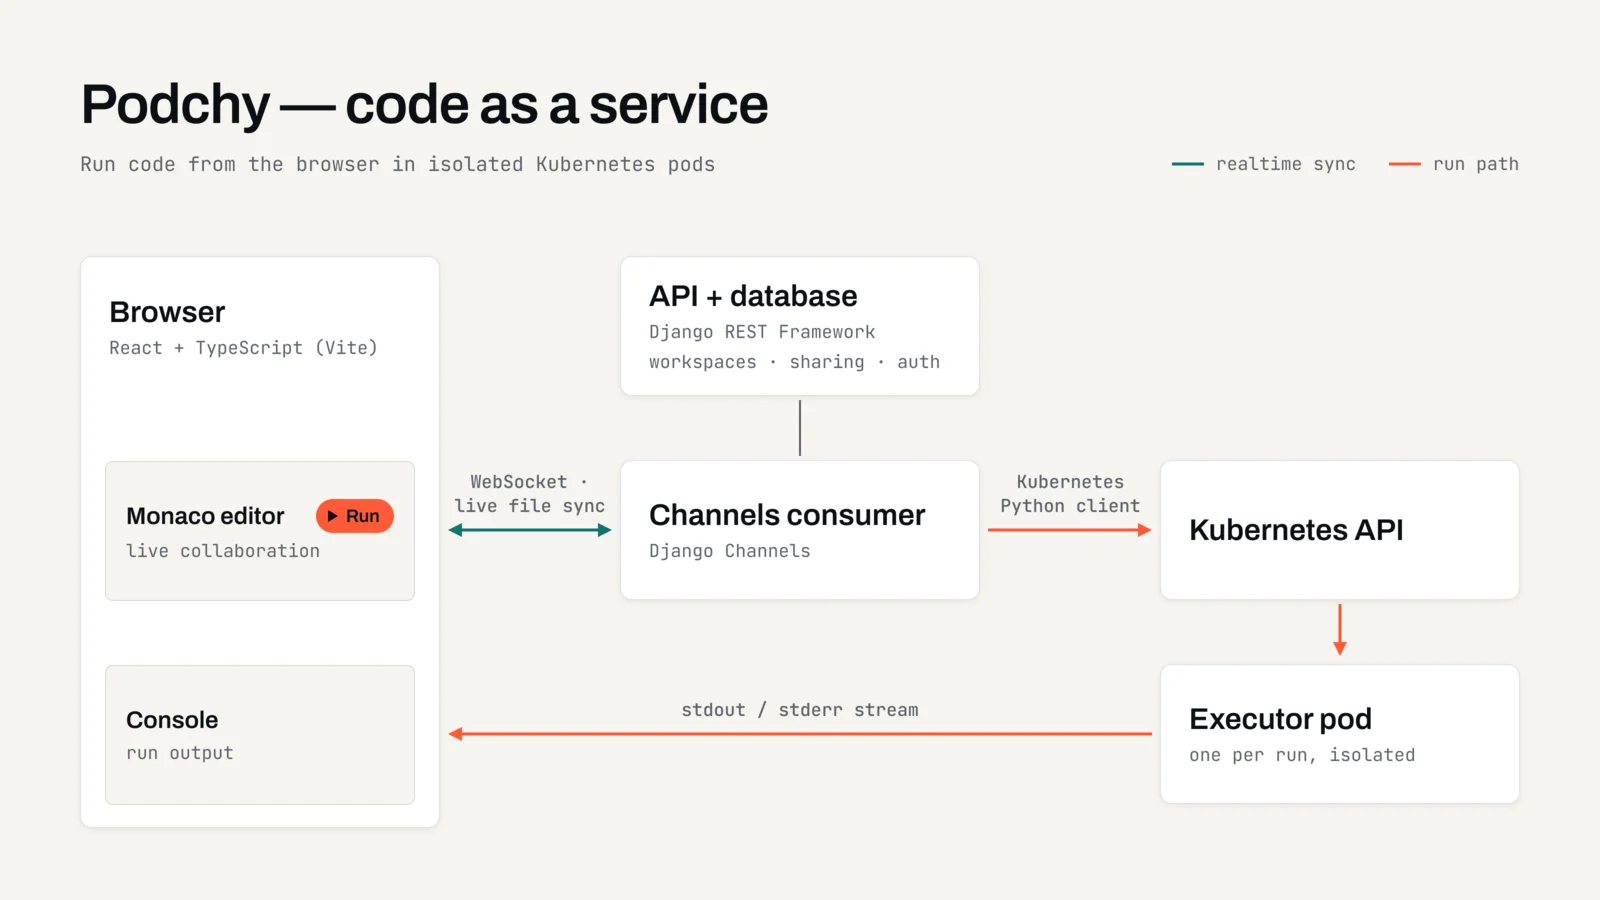 Podchy — code as a service
Run code from the browser in isolated Kubernetes pods
realtime sync
run path
Browser
React + TypeScript (Vite)
API + database
Django REST Framework
workspaces · sharing · auth
Monaco editor
Run
live collaboration
WebSocket ·
live file sync
Channels consumer
Django Channels
Kubernetes
Python client
Kubernetes API
Console
run output
stdout / stderr stream
Executor pod
one per run, isolated